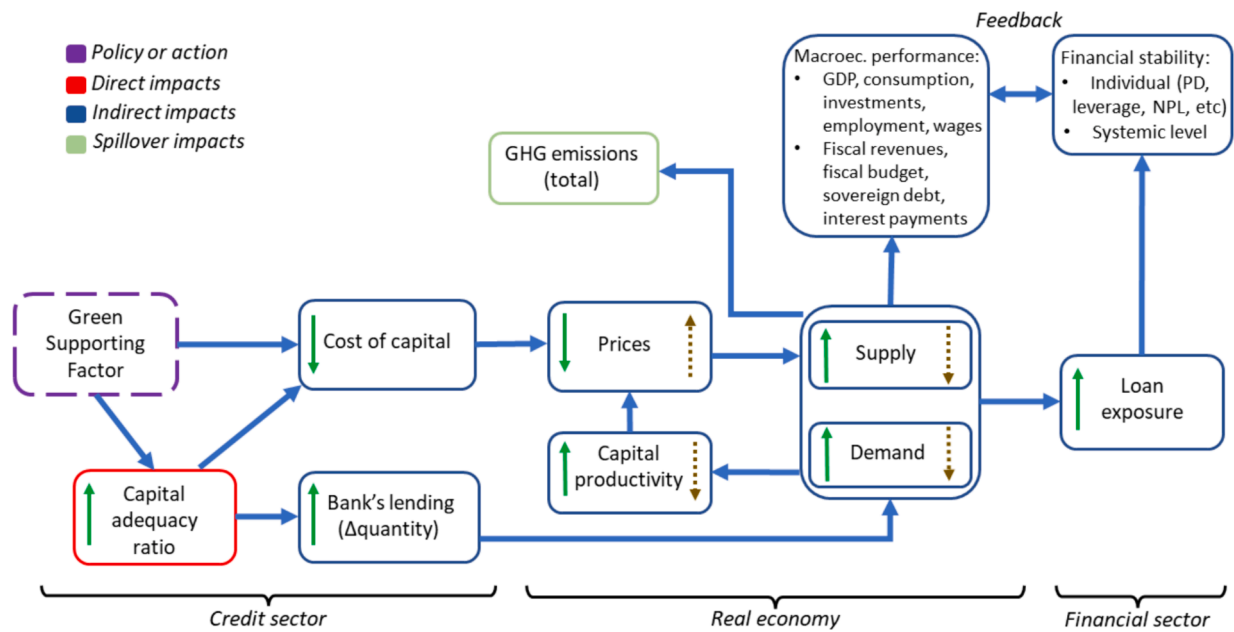 Feedback
Policy or action
Direct impacts
Indirect impacts
Spillover impacts
Macroec. performance:
• GDP, consumption,
investments,
employment, wages
• Fiscal revenues,
fiscal budget,
sovereign debt,
interest payments
Financial stability:
• Individual (PD,
leverage, NPL, etc)
• Systemic level
GHG emissions
(total)
Green
Supporting
Factor
Cost of capital
Prices
Supply
Demand
Loan
exposure
Capital
productivity
Capital
adequacy
ratio
Bank's lending
(Δquantity)
Credit sector
Real economy
Financial sector